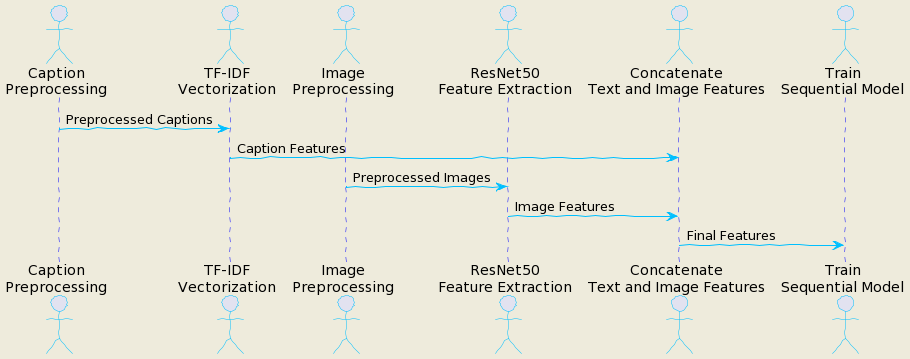 Caption
Preprocessing
TF-IDF
Vectorization
Image
Preprocessing
ResNet50
Feature Extraction
Concatenate
Text and Image Features
Train
Sequential Model
Preprocessed Captions
Caption Features
Preprocessed Images
Image Features
Final Features
Caption
Preprocessing
TF-IDF
Vectorization
Image
Preprocessing
ResNet50
Feature Extraction
Concatenate
Text and Image Features
Train
Sequential Model